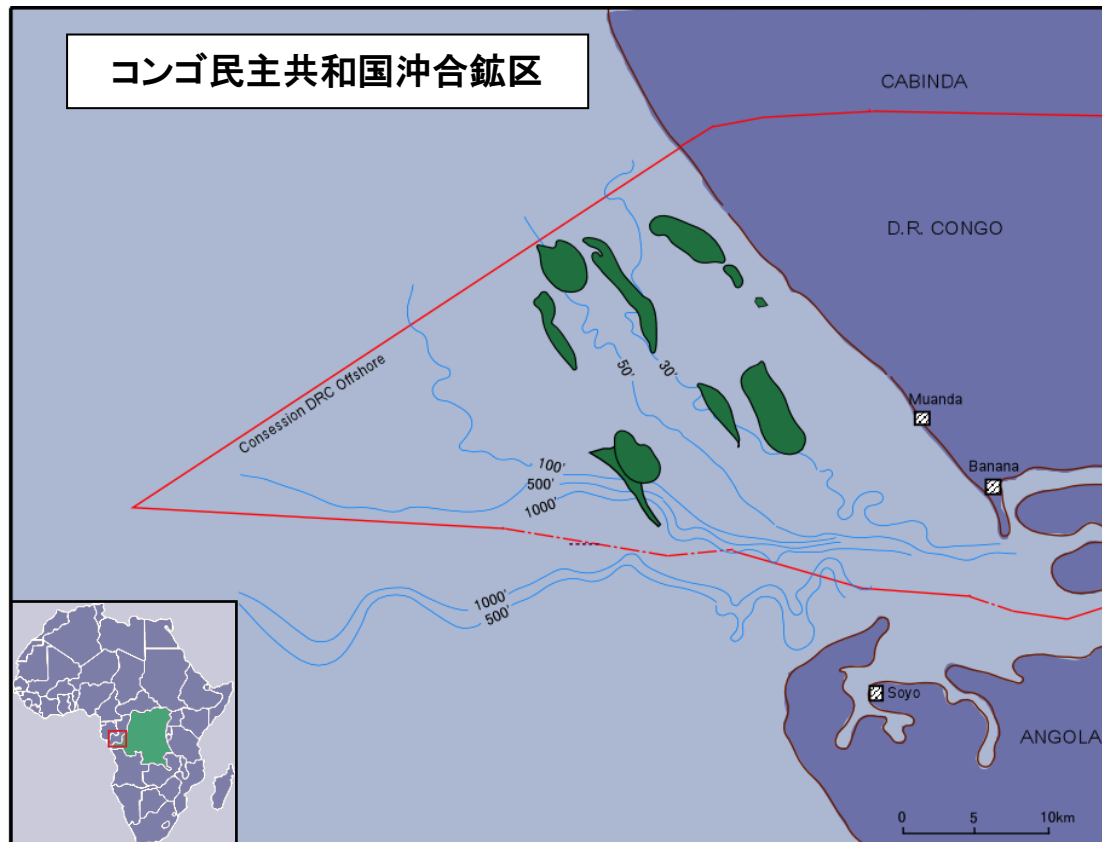 コンゴ民主共和国沖合鉱区
CABINDA
D.R. CONGO
Consession DRC Offshore
50'
30'
Muanda
Banana
100'
500'
1000'
1000'
500'
Soyo
ANGOLA
0 5 10km